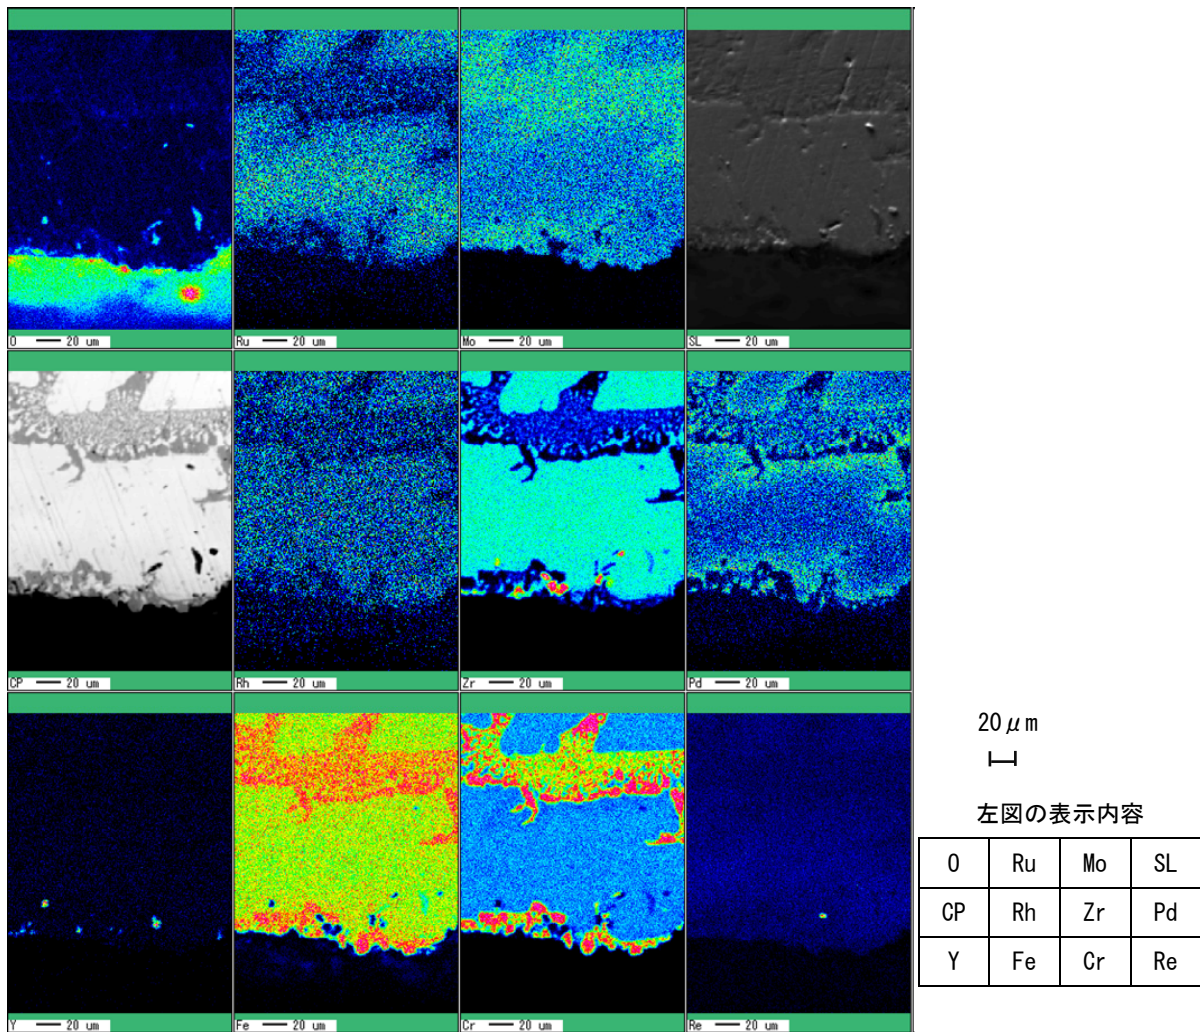 O 20 um
Ru 20 um
Mo 20 um
SL 20 um
CP 20 um
Rh 20 um
Zr 20 um
Pd 20 um
Y 20 um
Fe 20 um
Cr 20 um
Re 20 um
20μm
左図の表示内容
O Ru Mo SL
CP Rh Zr Pd
Y Fe Cr Re